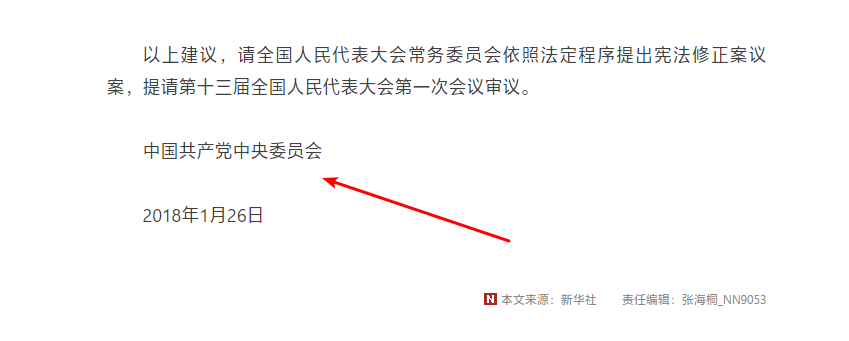 以上建议，请全国人民代表大会常务委员会依照法定程序提出宪法修正案议
案，提请第十三届全国人民代表大会第一次会议审议。
中国共产党中央委员会
2018年1月26日
N 本文来源：新华社 责任编辑：张海桐_NN9053